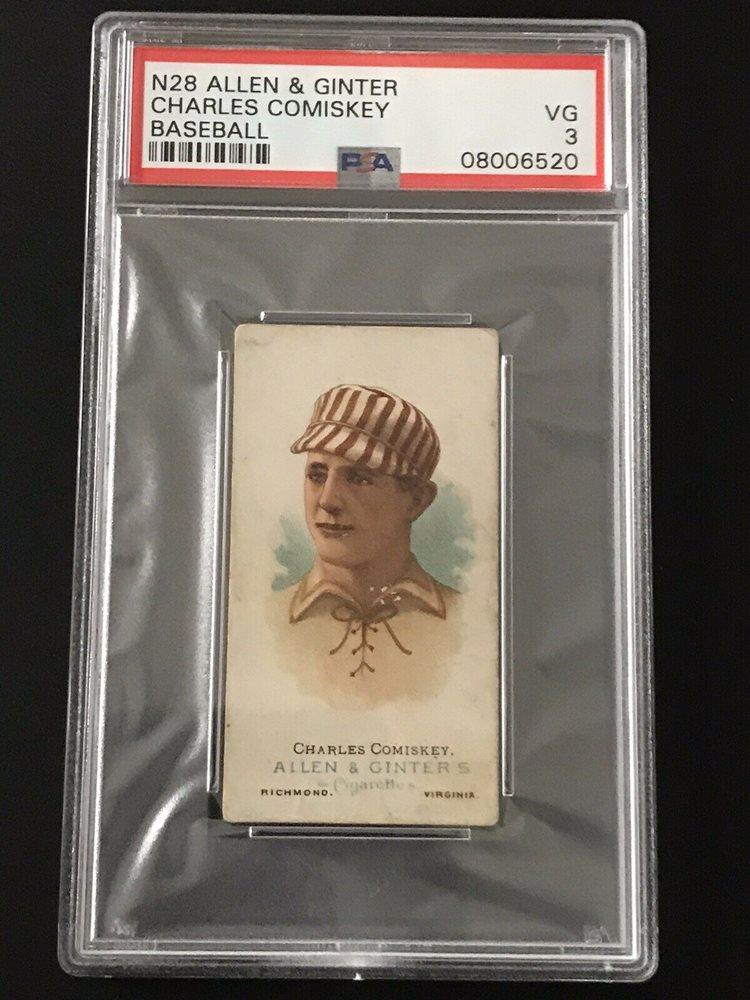 N28 ALLEN & GINTER
CHARLES COMISKEY
BASEBALL
VG
3
PSA
08006520
CHARLES COMISKEY.
ALLEN & GINTER'S
Cigarettes
RICHMOND. VIRGINIA.